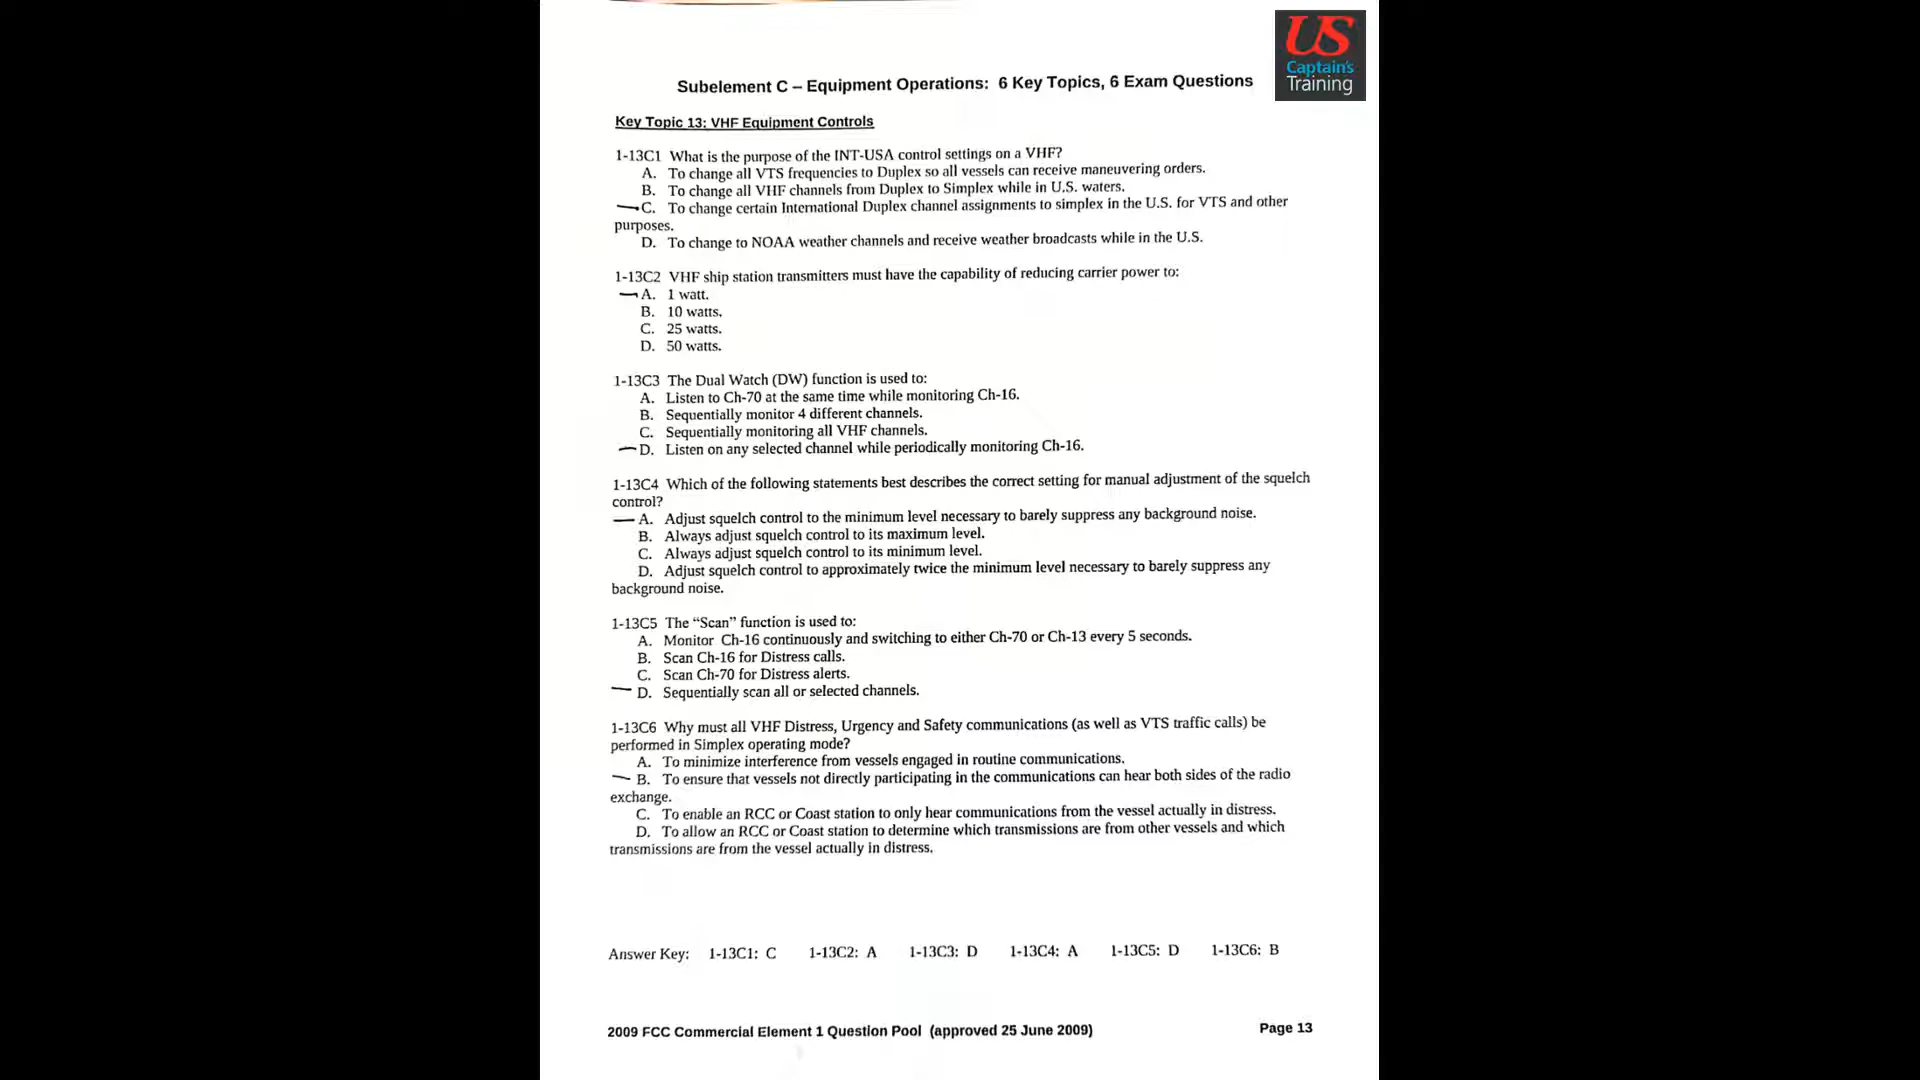 US
Captain's
Training
Subelement C – Equipment Operations: 6 Key Topics, 6 Exam Questions
Key Topic 13: VHF Equipment Controls
1-13C1 What is the purpose of the INT-USA control settings on a VHF?
A. To change all VTS frequencies to Duplex so all vessels can receive maneuvering orders.
B. To change all VHF channels from Duplex to Simplex while in U.S. waters.
C. To change certain International Duplex channel assignments to simplex in the U.S. for VTS and other
purposes.
D. To change to NOAA weather channels and receive weather broadcasts while in the U.S.
1-13C2 VHF ship station transmitters must have the capability of reducing carrier power to:
A. 1 watt.
B. 10 watts.
C. 25 watts.
D. 50 watts.
1-13C3 The Dual Watch (DW) function is used to:
A. Listen to Ch-70 at the same time while monitoring Ch-16.
B. Sequentially monitor 4 different channels.
C. Sequentially monitoring all VHF channels.
D. Listen on any selected channel while periodically monitoring Ch-16.
1-13C4 Which of the following statements best describes the correct setting for manual adjustment of the squelch
control?
A. Adjust squelch control to the minimum level necessary to barely suppress any background noise.
B. Always adjust squelch control to its maximum level.
C. Always adjust squelch control to its minimum level.
D. Adjust squelch control to approximately twice the minimum level necessary to barely suppress any
background noise.
1-13C5 The “Scan” function is used to:
A. Monitor Ch-16 continuously and switching to either Ch-70 or Ch-13 every 5 seconds.
B. Scan Ch-16 for Distress calls.
C. Scan Ch-70 for Distress alerts.
D. Sequentially scan all or selected channels.
1-13C6 Why must all VHF Distress, Urgency and Safety communications (as well as VTS traffic calls) be
performed in Simplex operating mode?
A. To minimize interference from vessels engaged in routine communications.
B. To ensure that vessels not directly participating in the communications can hear both sides of the radio
exchange.
C. To enable an RCC or Coast station to only hear communications from the vessel actually in distress.
D. To allow an RCC or Coast station to determine which transmissions are from other vessels and which
transmissions are from the vessel actually in distress.
Answer Key: 1-13C1: C 1-13C2: A 1-13C3: D 1-13C4: A 1-13C5: D 1-13C6: B
2009 FCC Commercial Element 1 Question Pool (approved 25 June 2009) Page 13